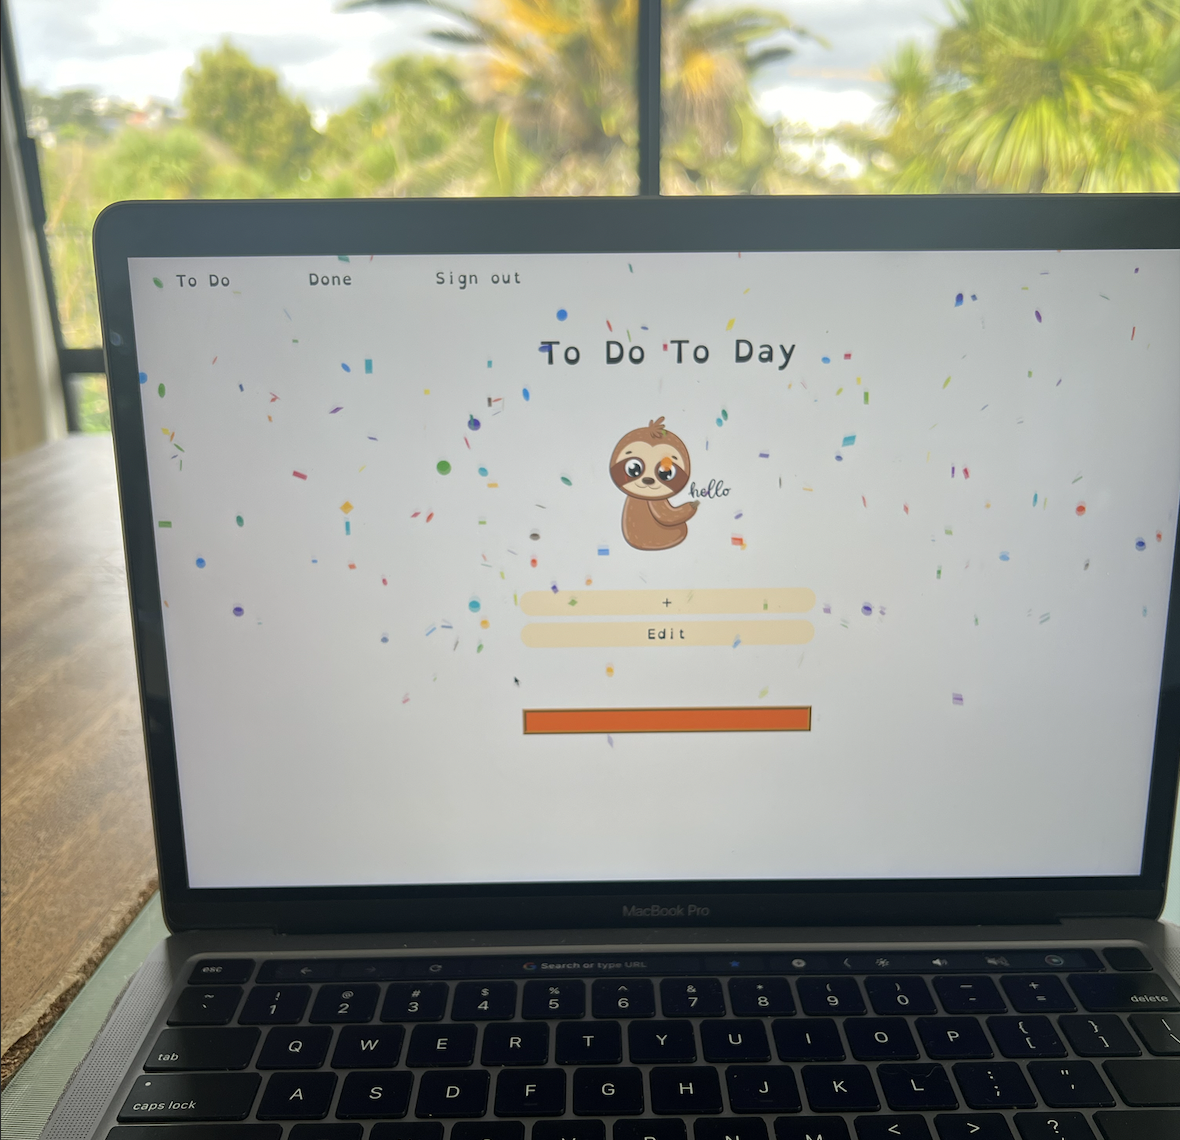 To Do Done Sign out
To Do To Day
hello
+
Edit
MacBook Pro
esc Search or type URL
~ ` ! 1 @ 2 # 3 $ 4 % 5 ^ 6 & 7 * 8 ( 9 ) 0 — - + = delete
tab Q W E R T Y U I O P { [ } ] | \
caps lock A S D F G H J K L : ; " '
< > ?